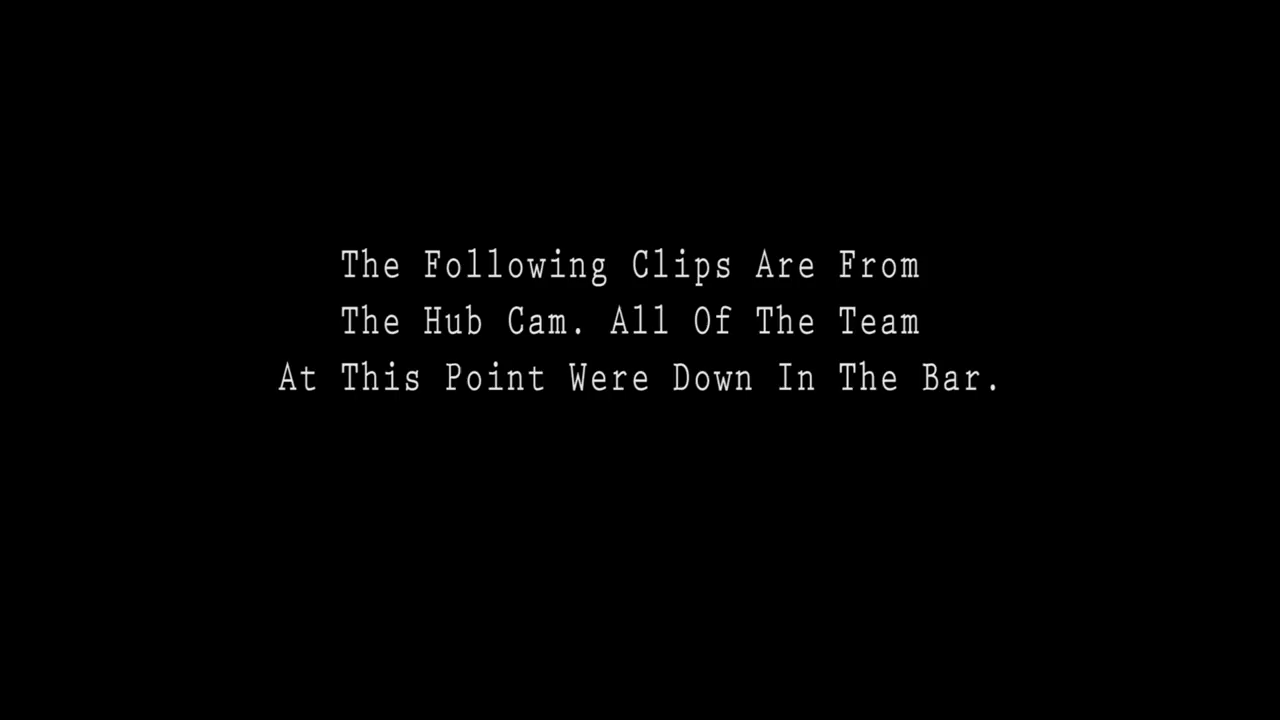 The Following Clips Are From
The Hub Cam. All Of The Team
At This Point Were Down In The Bar.